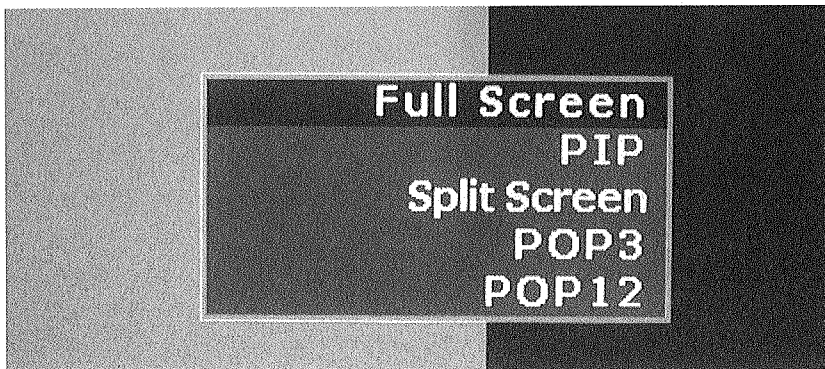 Full Screen
PIP
Split Screen
POP3
POP12